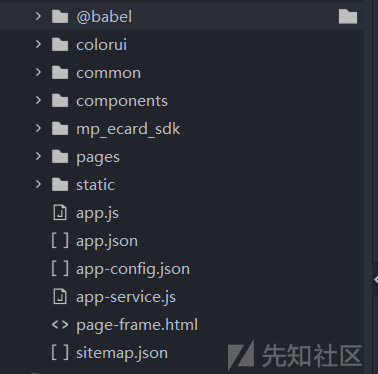 @babel
colorui
common
components
mp_ecard_sdk
pages
static
app.js
app.json
app-config.json
app-service.js
page-frame.html
sitemap.json
先知社区